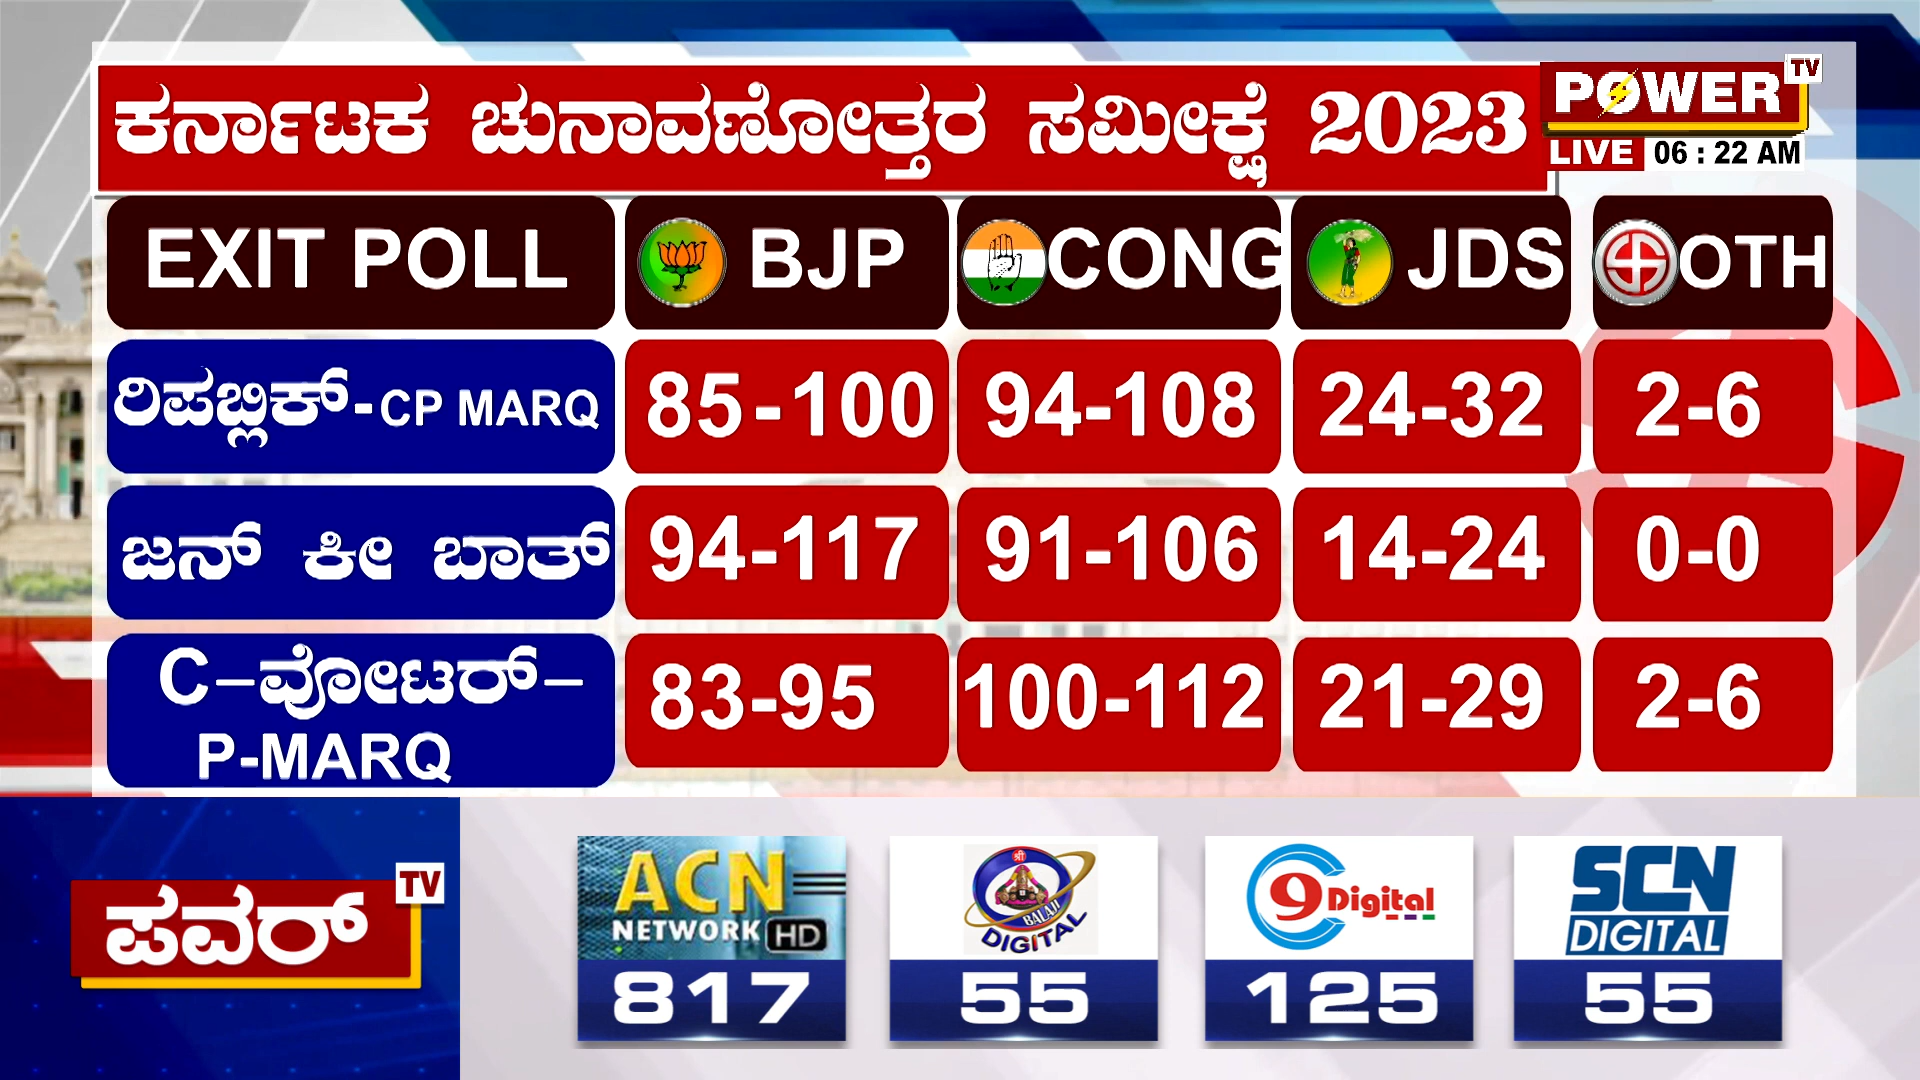 ಕರ್ನಾಟಕ ಚುನಾವಣೋತ್ತರ ಸಮೀಕ್ಷೆ 2023
POWER TV
LIVE 06 : 22 AM
EXIT POLL BJP CONG JDS OTH
ರಿಪಬ್ಲಿಕ್-CP MARQ 85-100 94-108 24-32 2-6
ಜನ್ ಕೀ ಬಾತ್ 94-117 91-106 14-24 0-0
C-ವೋಟರ್-
P-MARQ
83-95 100-112 21-29 2-6
ಪವರ್ TV
ACN
NETWORK HD
817
ಶ್ರೀ
BALAJI
DIGITAL
55
9 Digital
125
SCN
DIGITAL
55